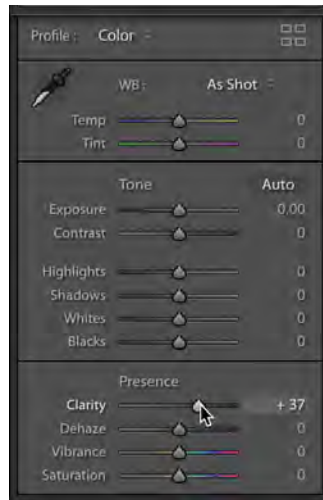 Profile : Color
WB : As Shot
Temp 0
Tint 0
Tone Auto
Exposure 0.00
Contrast 0
Highlights 0
Shadows 0
Whites 0
Blacks 0
Presence
Clarity + 37
Dehaze 0
Vibrance 0
Saturation 0